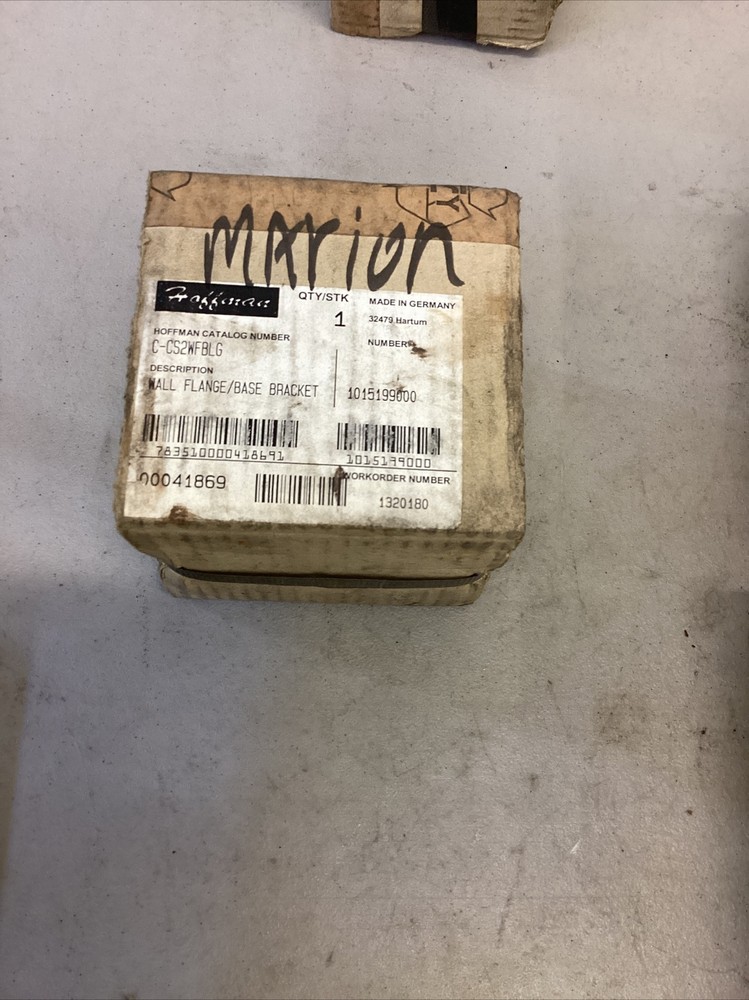 Marion
Hoffman
QTY/STK
1
MADE IN GERMANY
32479 Hartum
HOFFMAN CATALOG NUMBER
C-CS2WFBLG
NUMBER
DESCRIPTION
WALL FLANGE/BASE BRACKET
1015199000
783510000418691
1015199000
00041869
WORKORDER NUMBER
1320180